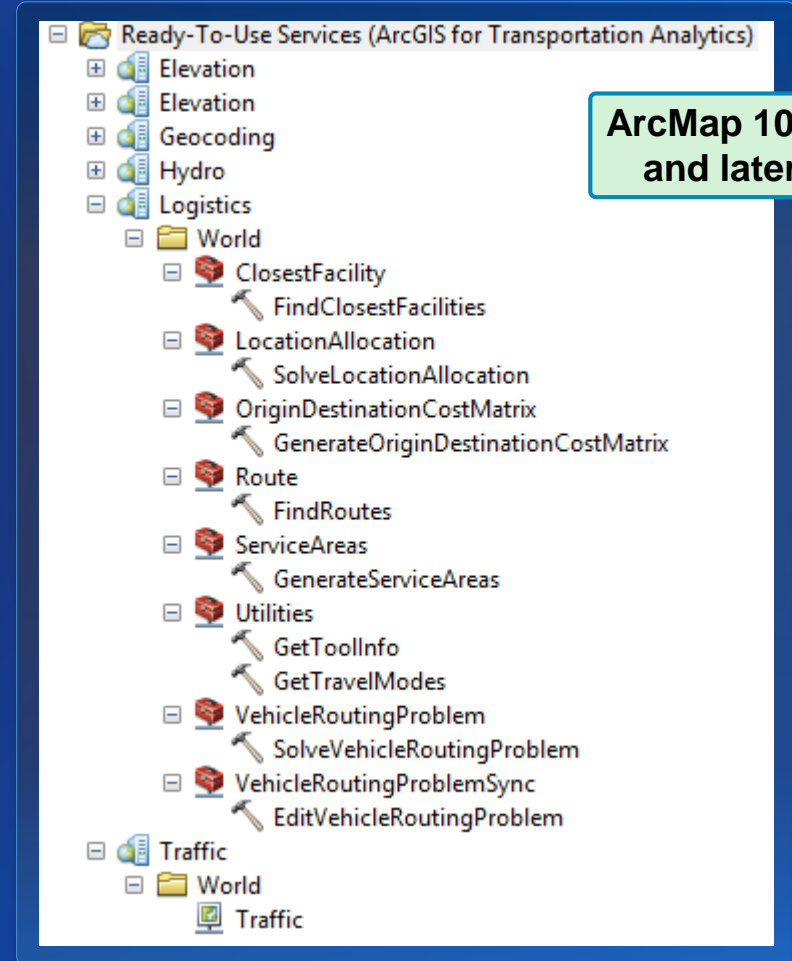 Ready-To-Use Services (ArcGIS for Transportation Analytics)
Elevation
Elevation
ArcMap 10
and later
Geocoding
Hydro
Logistics
World
ClosestFacility
FindClosestFacilities
LocationAllocation
SolveLocationAllocation
OriginDestinationCostMatrix
GenerateOriginDestinationCostMatrix
Route
FindRoutes
ServiceAreas
GenerateServiceAreas
Utilities
GetToolInfo
GetTravelModes
VehicleRoutingProblem
SolveVehicleRoutingProblem
VehicleRoutingProblemSync
EditVehicleRoutingProblem
Traffic
World
Traffic